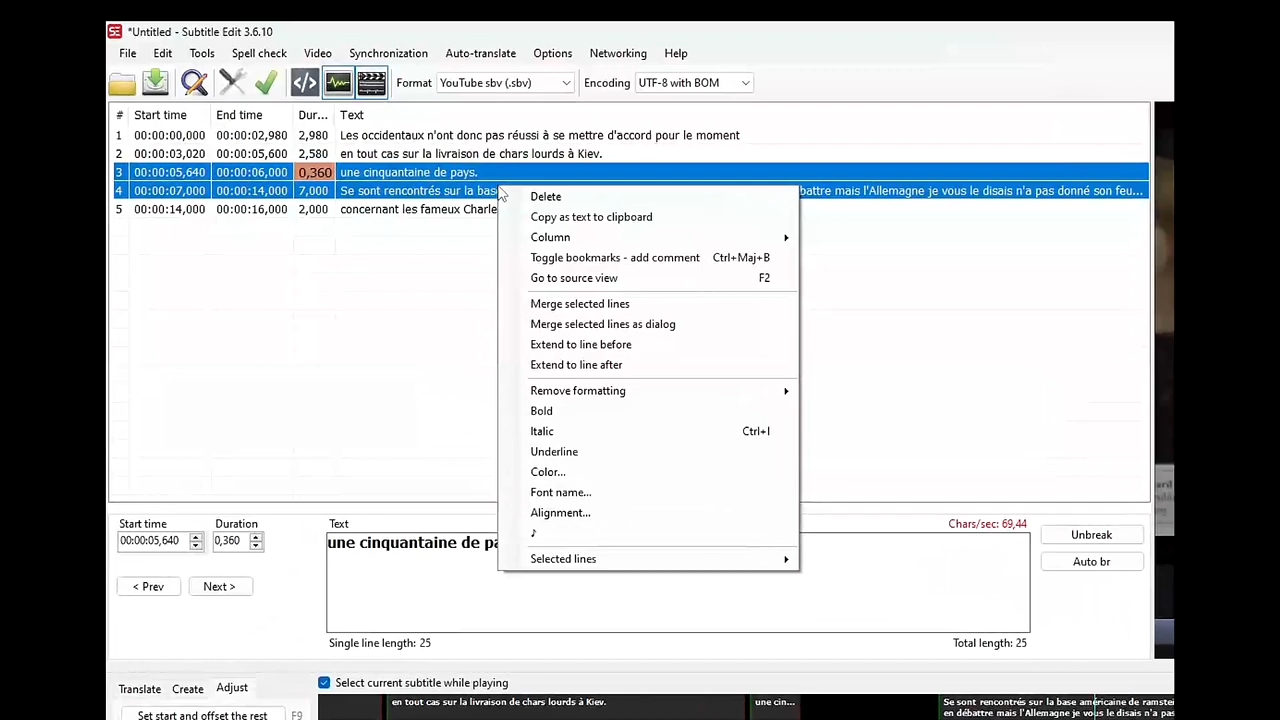 *Untitled - Subtitle Edit 3.6.10
File Edit Tools Spell check Video Synchronization Auto-translate Options Networking Help
Format YouTube sbv (.sbv) Encoding UTF-8 with BOM
# Start time End time Dur... Text
1 00:00:00,000 00:00:02,980 2,980 Les occidentaux n'ont donc pas réussi à se mettre d'accord pour le moment
2 00:00:03,020 00:00:05,600 2,580 en tout cas sur la livraison de chars lourds à Kiev.
3 00:00:05,640 00:00:06,000 0,360 une cinquantaine de pays.
4 00:00:07,000 00:00:14,000 7,000 Se sont rencontrés sur la base battre mais l'Allemagne je vous le disais n'a pas donné son feu...
5 00:00:14,000 00:00:16,000 2,000 concernant les fameux Charle
Delete
Copy as text to clipboard
Column
Toggle bookmarks - add comment Ctrl+Maj+B
Go to source view F2
Merge selected lines
Merge selected lines as dialog
Extend to line before
Extend to line after
Remove formatting
Bold
Italic Ctrl+I
Underline
Color...
Font name...
Alignment...
♪
Selected lines
Start time Duration Text Chars/sec: 69,44
00:00:05,640 0,360 une cinquantaine de pa Unbreak
Auto br
< Prev Next >
Single line length: 25 Total length: 25
Translate Create Adjust Select current subtitle while playing
Set start and offset the rest F9
en tout cas sur la livraison de chars lourds à Kiev. une cin... Se sont rencontrés sur la base américaine de ramstei
en débattre mais l'Allemagne je vous le disais n'a pas